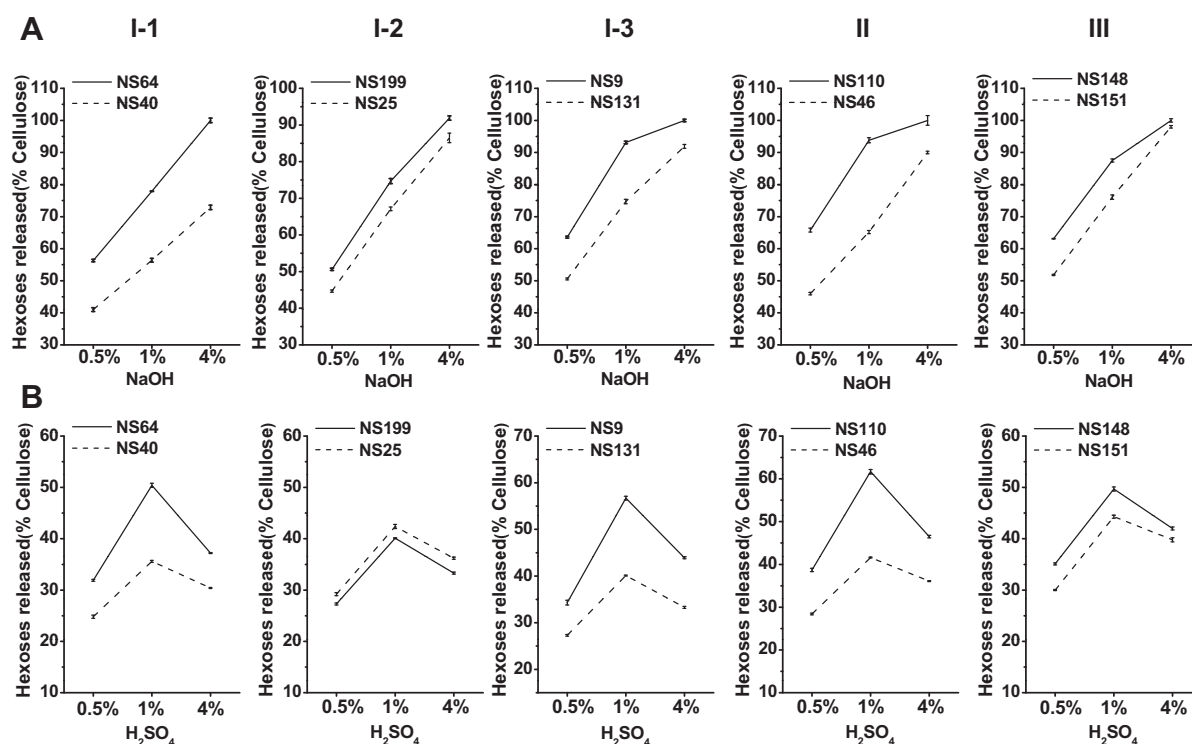 A
I-1
I-2
I-3
II
III
Hexoses released(% Cellulose)
NS64
NS40
110
100
90
80
70
60
50
40
30
0.5% 1% 4%
NaOH
Hexoses released(% Cellulose)
NS199
NS25
100
90
80
70
60
50
40
30
0.5% 1% 4%
NaOH
Hexoses released(% Cellulose)
NS9
NS131
110
100
90
80
70
60
50
40
30
0.5% 1% 4%
NaOH
Hexoses released(% Cellulose)
NS110
NS46
110
100
90
80
70
60
50
40
30
0.5% 1% 4%
NaOH
Hexoses released(% Cellulose)
NS148
NS151
110
100
90
80
70
60
50
40
30
0.5% 1% 4%
NaOH
B
Hexoses released(% Cellulose)
NS64
NS40
60
50
40
30
20
10
0.5% 1% 4%
H₂SO₄
Hexoses released(% Cellulose)
NS199
NS25
60
50
40
30
20
10
0.5% 1% 4%
H₂SO₄
Hexoses released(% Cellulose)
NS9
NS131
70
60
50
40
30
20
0.5% 1% 4%
H₂SO₄
Hexoses released(% Cellulose)
NS110
NS46
70
60
50
40
30
20
10
0.5% 1% 4%
H₂SO₄
Hexoses released(% Cellulose)
NS148
NS151
60
50
40
30
20
10
0.5% 1% 4%
H₂SO₄